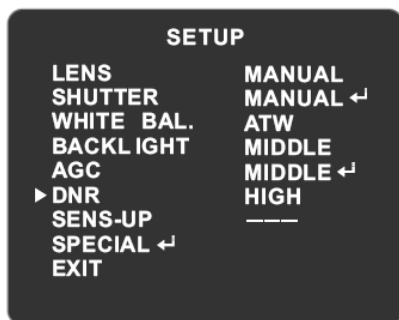 SETUP
LENS MANUAL
SHUTTER MANUAL ↵
WHITE BAL. ATW
BACKLIGHT MIDDLE
AGC MIDDLE ↵
▶ DNR HIGH
SENS-UP ———
SPECIAL ↵
EXIT